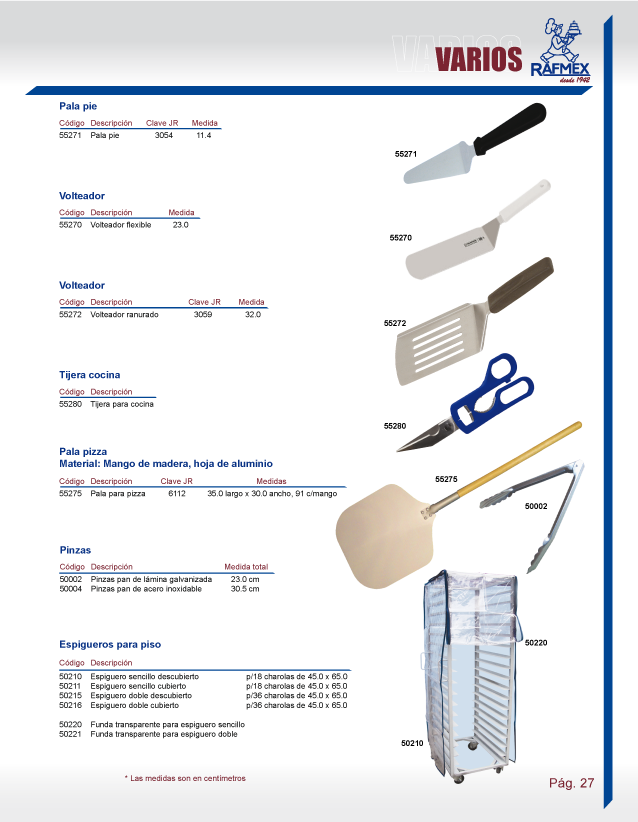 VARIOS
VARIOS
RAFMEX
desde 1942
Pala pie
Código Descripción Clave JR Medida
55271 Pala pie 3054 11.4
55271
Volteador
Código Descripción Medida
55270 Volteador flexible 23.0
55270
Volteador
Código Descripción Clave JR Medida
55272 Volteador ranurado 3059 32.0
55272
Tijera cocina
Código Descripción
55280 Tijera para cocina
55280
Pala pizza
Material: Mango de madera, hoja de aluminio
Código Descripción Clave JR Medidas
55275 Pala para pizza 6112 35.0 largo x 30.0 ancho, 91 c/mango
55275
50002
Pinzas
Código Descripción Medida total
50002 Pinzas pan de lámina galvanizada 23.0 cm
50004 Pinzas pan de acero inoxidable 30.5 cm
Espigueros para piso
Código Descripción
50210 Espiguero sencillo descubierto p/18 charolas de 45.0 x 65.0
50211 Espiguero sencillo cubierto p/18 charolas de 45.0 x 65.0
50215 Espiguero doble descubierto p/36 charolas de 45.0 x 65.0
50216 Espiguero doble cubierto p/36 charolas de 45.0 x 65.0
50220 Funda transparente para espiguero sencillo
50221 Funda transparente para espiguero doble
50220
50210
* Las medidas son en centímetros
Pág. 27